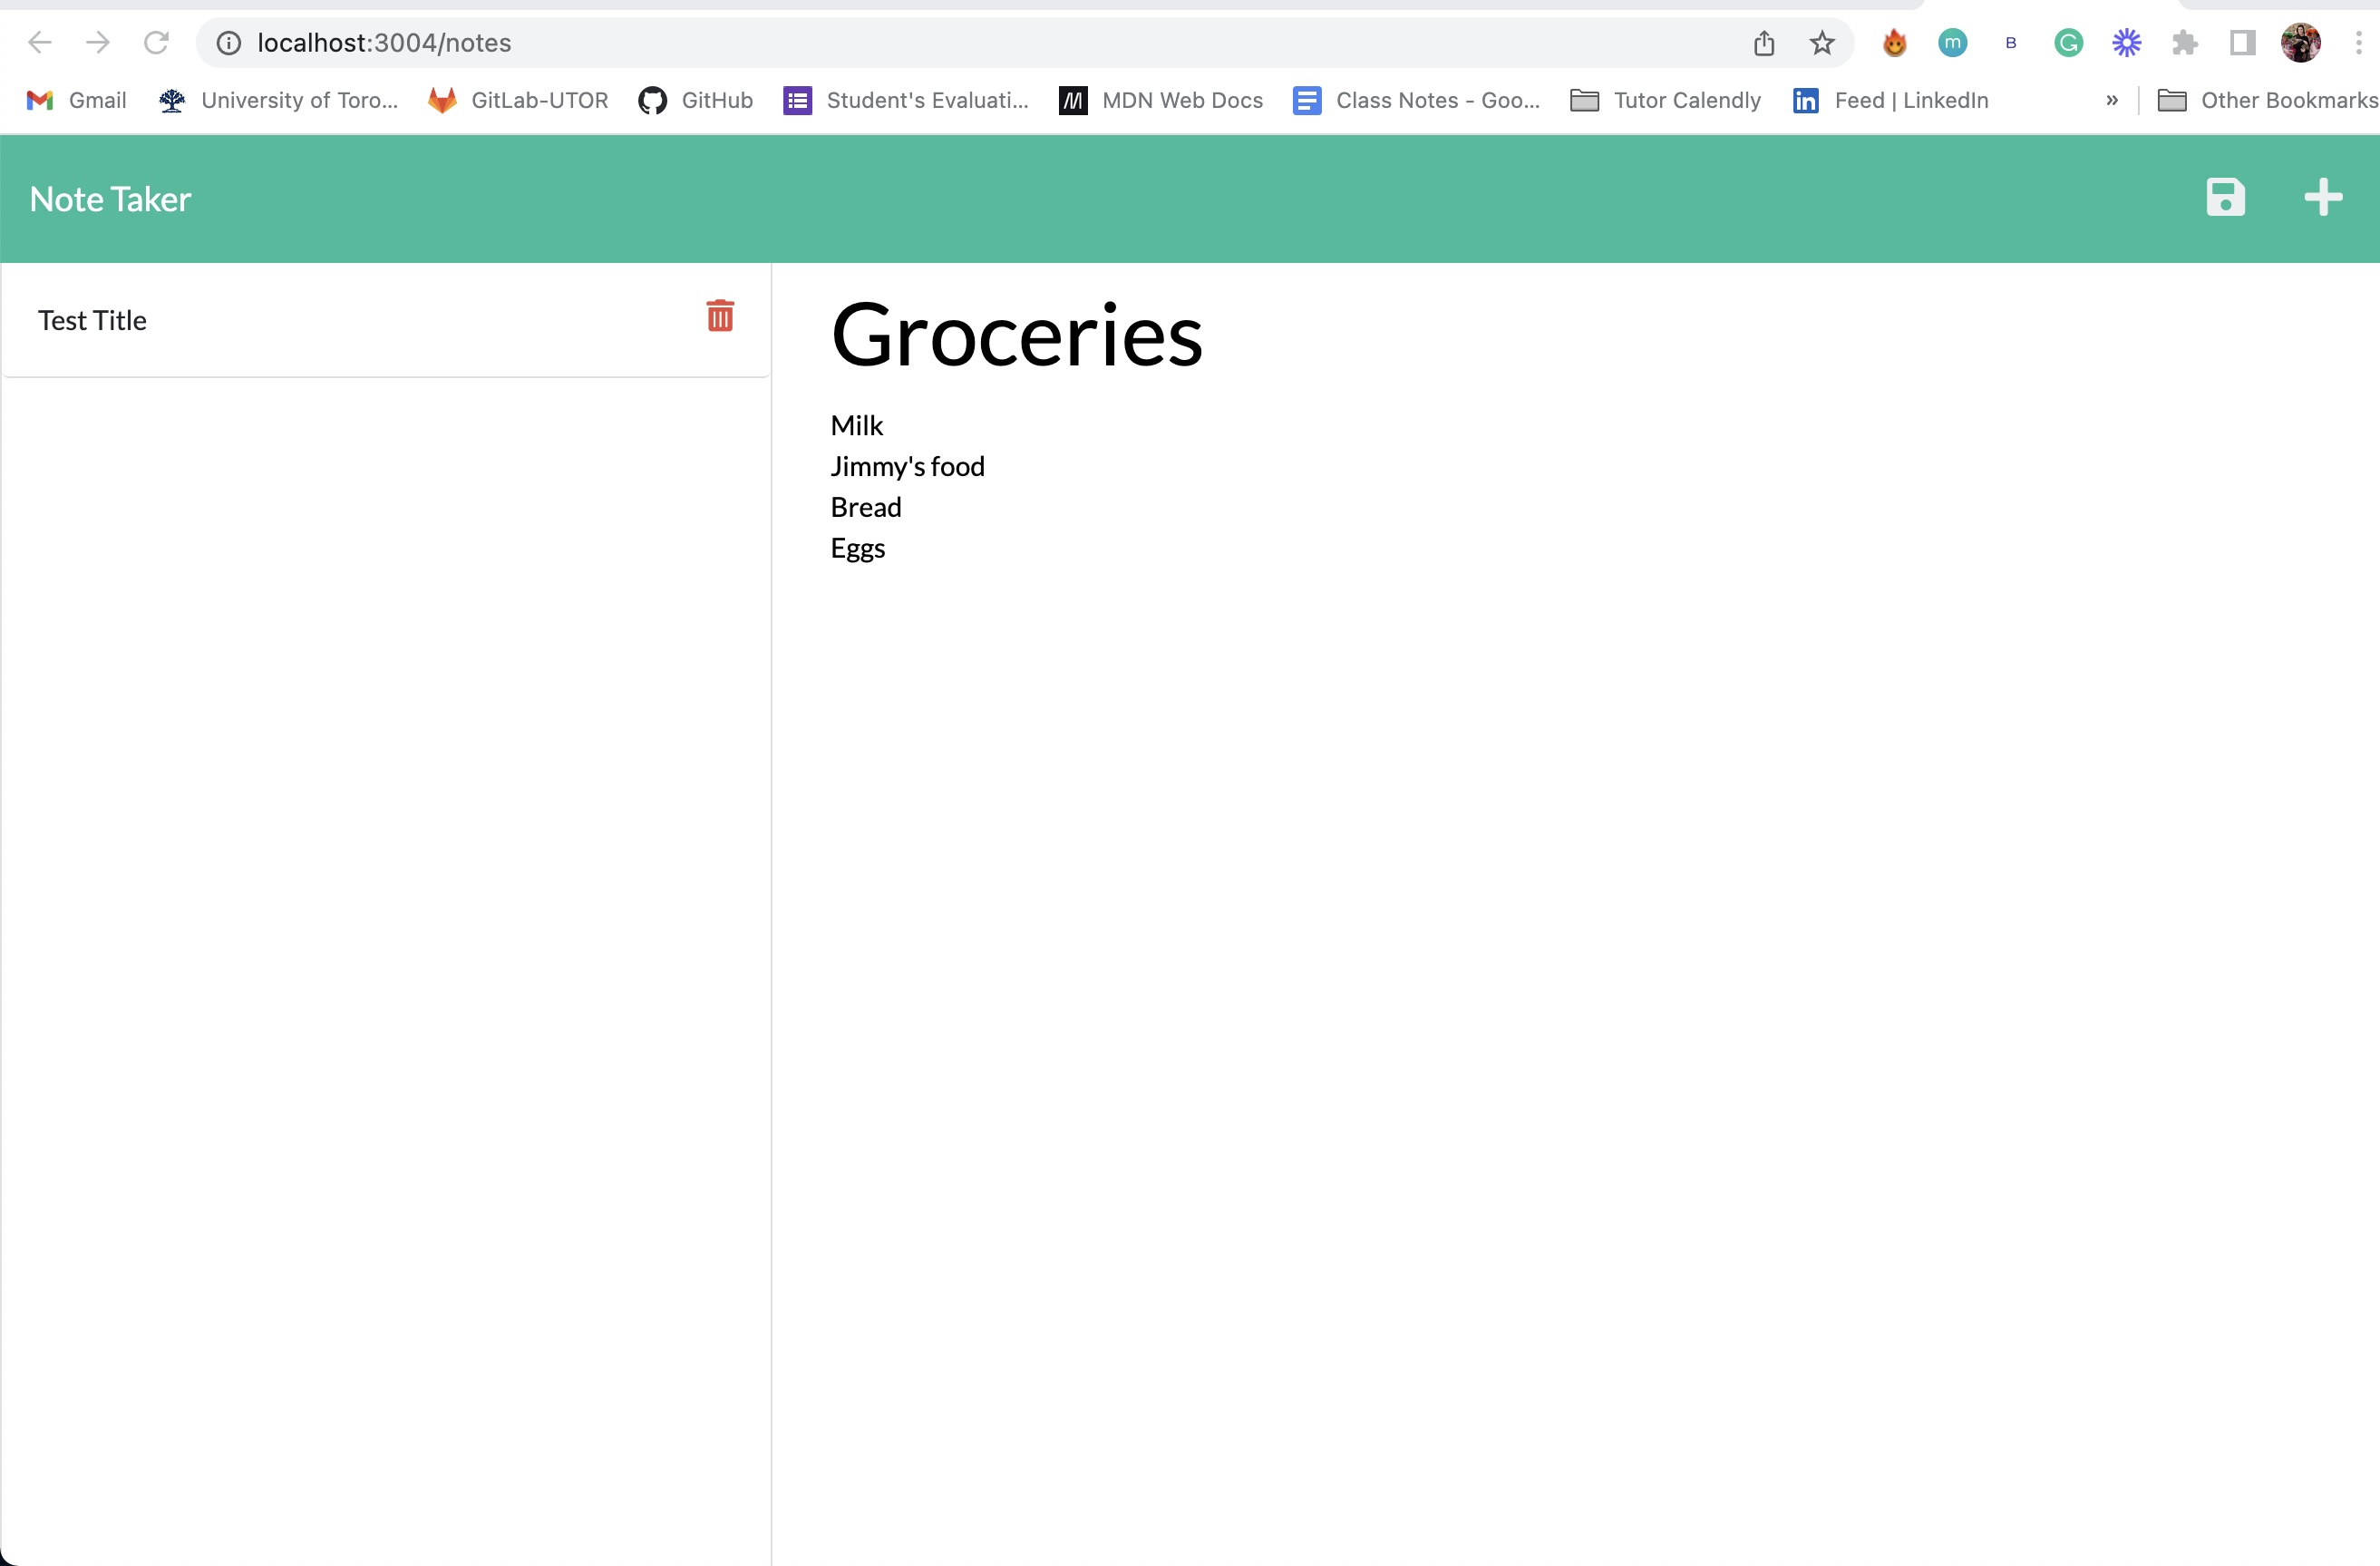 localhost:3004/notes
m
B
Gmail
University of Toro...
GitLab-UTOR
GitHub
Student's Evaluati...
MDN Web Docs
Class Notes - Goo...
Tutor Calendly
Feed | LinkedIn
»
Other Bookmarks
Note Taker
Test Title
Groceries
Milk
Jimmy's food
Bread
Eggs